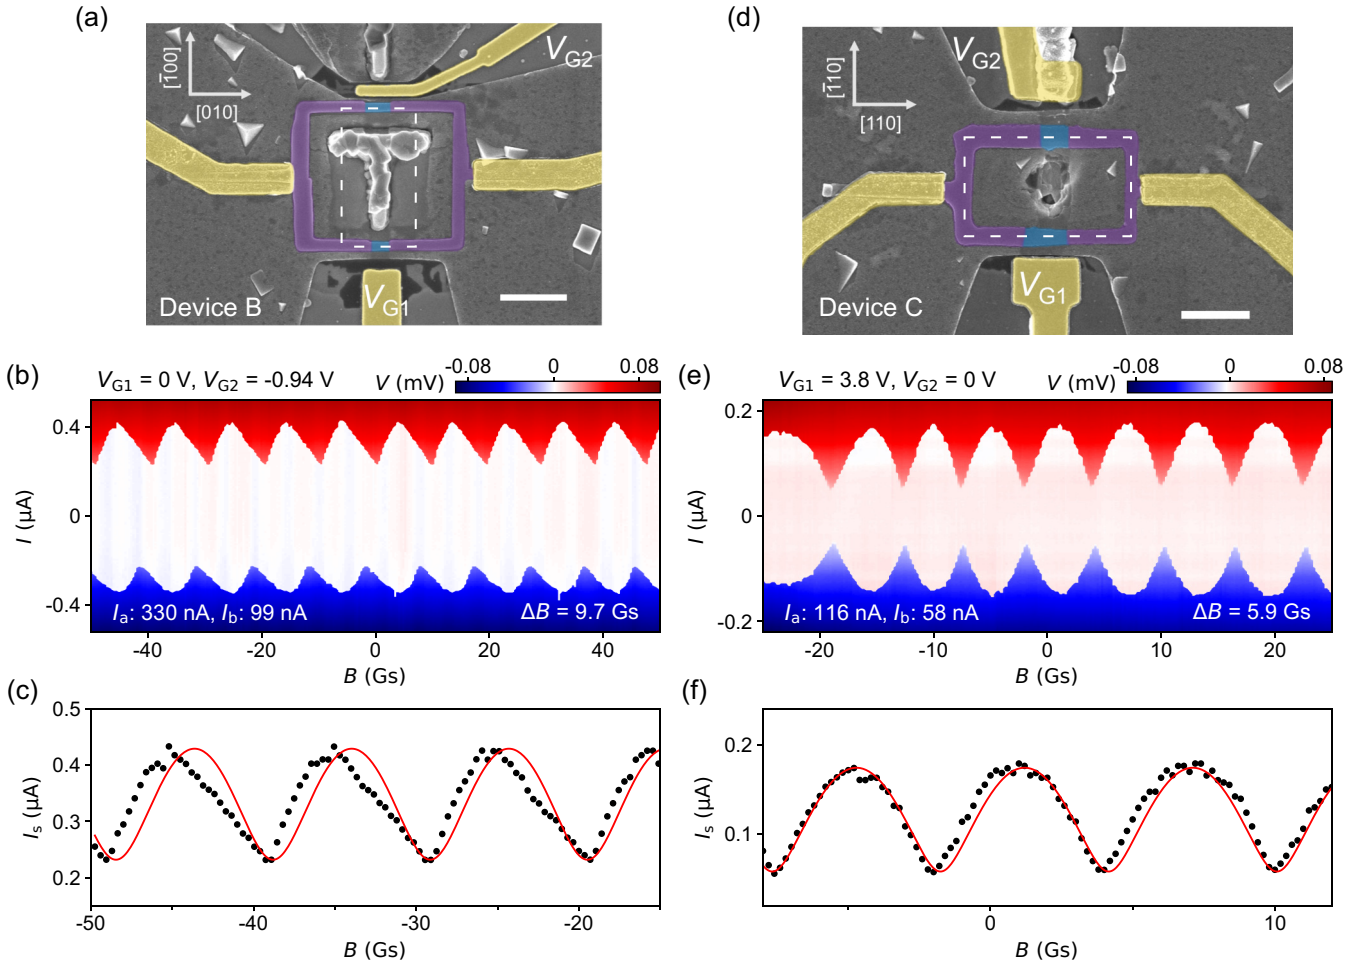 (a)
[1̄00]
[010]
V_G2
Device B
V_G1
(d)
V_G2
[1̄10]
[110]
Device C
V_G1
(b)
V_G1 = 0 V, V_G2 = -0.94 V
V (mV)
-0.08 0 0.08
I (μA)
0.4
0
-0.4
I_a: 330 nA, I_b: 99 nA
ΔB = 9.7 Gs
-40 -20 0 20 40
B (Gs)
(e)
V_G1 = 3.8 V, V_G2 = 0 V
V (mV)
-0.08 0 0.08
I (μA)
0.2
0
-0.2
I_a: 116 nA, I_b: 58 nA
ΔB = 5.9 Gs
-20 -10 0 10 20
B (Gs)
(c)
I_s (μA)
0.5
0.4
0.3
0.2
-50 -40 -30 -20
B (Gs)
(f)
I_s (μA)
0.2
0.1
0 10
B (Gs)